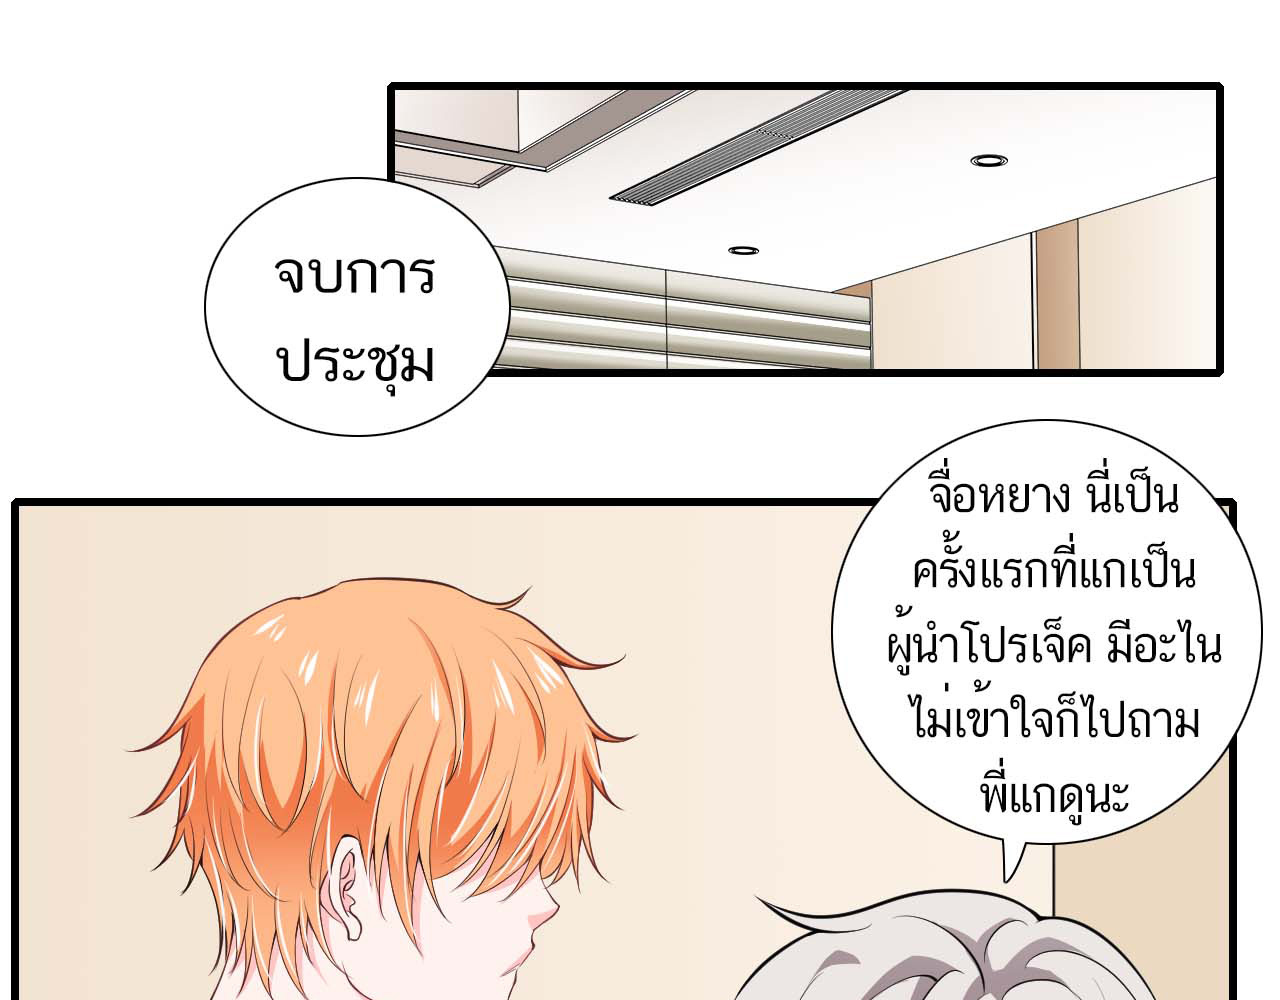 จบการ
ประชุม
จื่อหยาง นี่เป็น
ครั้งแรกที่แกเป็น
ผู้นำโปรเจ็ค มีอะไน
ไม่เข้าใจก็ไปถาม
พี่แกดูนะ